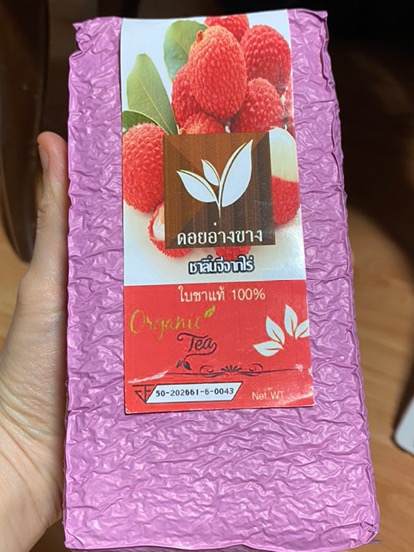 ดอยอ่างขาง
ชาลิ้นจี่จากไร่
ใบชาแท้ 100%
Organic
Tea
50-202661-6-0043
Net WT